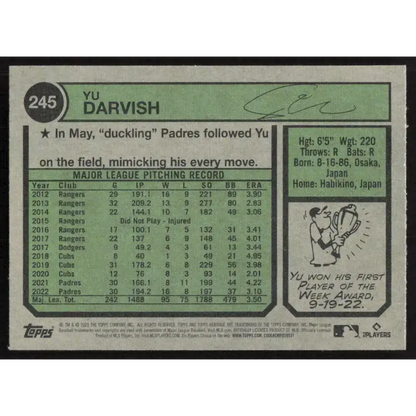 245
YU
DARVISH
★ In May, “duckling” Padres followed Yu
on the field, mimicking his every move.
MAJOR LEAGUE PITCHING RECORD
Year Club G IP W L SO BB ERA
2012 Rangers 29 191.1 16 9 221 89 3.90
2013 Rangers 32 209.2 13 9 277 80 2.83
2014 Rangers 22 144.1 10 7 182 49 3.06
2015 Did Not Play - Injured
2016 Rangers 17 100.1 7 5 132 31 3.41
2017 Rangers 22 137 6 9 148 45 4.01
2017 Dodgers 9 49.2 4 3 61 13 3.44
2018 Cubs 8 40 1 3 49 21 4.95
2019 Cubs 31 178.2 6 8 229 56 3.98
2020 Cubs 12 76 8 3 93 14 2.01
2021 Padres 30 166.1 8 11 199 44 4.22
2022 Padres 30 194.2 16 8 197 37 3.10
Maj. Lea. Tot. 242 1488 95 75 1788 479 3.50
Hgt: 6'5" Wgt: 220
Throws: R Bats: R
Born: 8-16-86, Osaka,
Japan
Home: Habikino, Japan
YU WON HIS FIRST
PLAYER OF THE
WEEK AWARD,
9-19-22.
Topps
MLB
PLAYERS